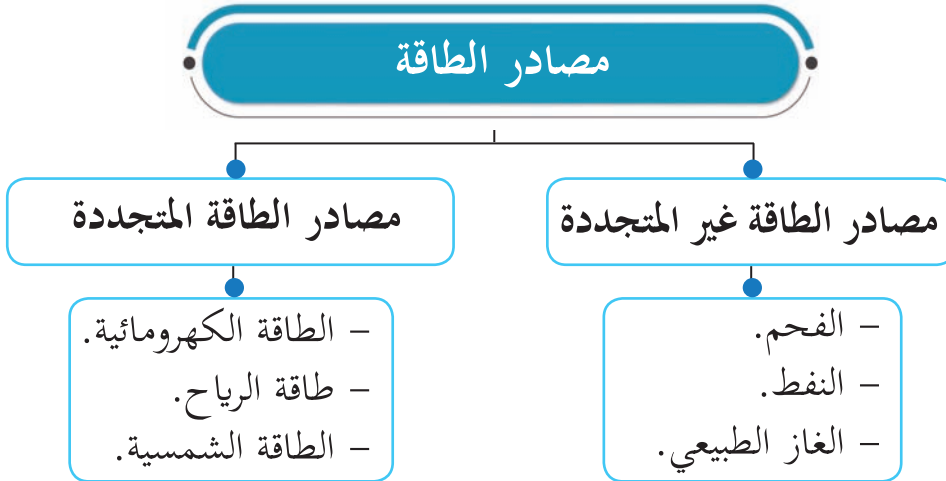 مصادر الطاقة
مصادر الطاقة غير المتجددة
– الفحم.
– النفط.
– الغاز الطبيعي.
مصادر الطاقة المتجددة
– الطاقة الكهرومائية.
– طاقة الرياح.
– الطاقة الشمسية.